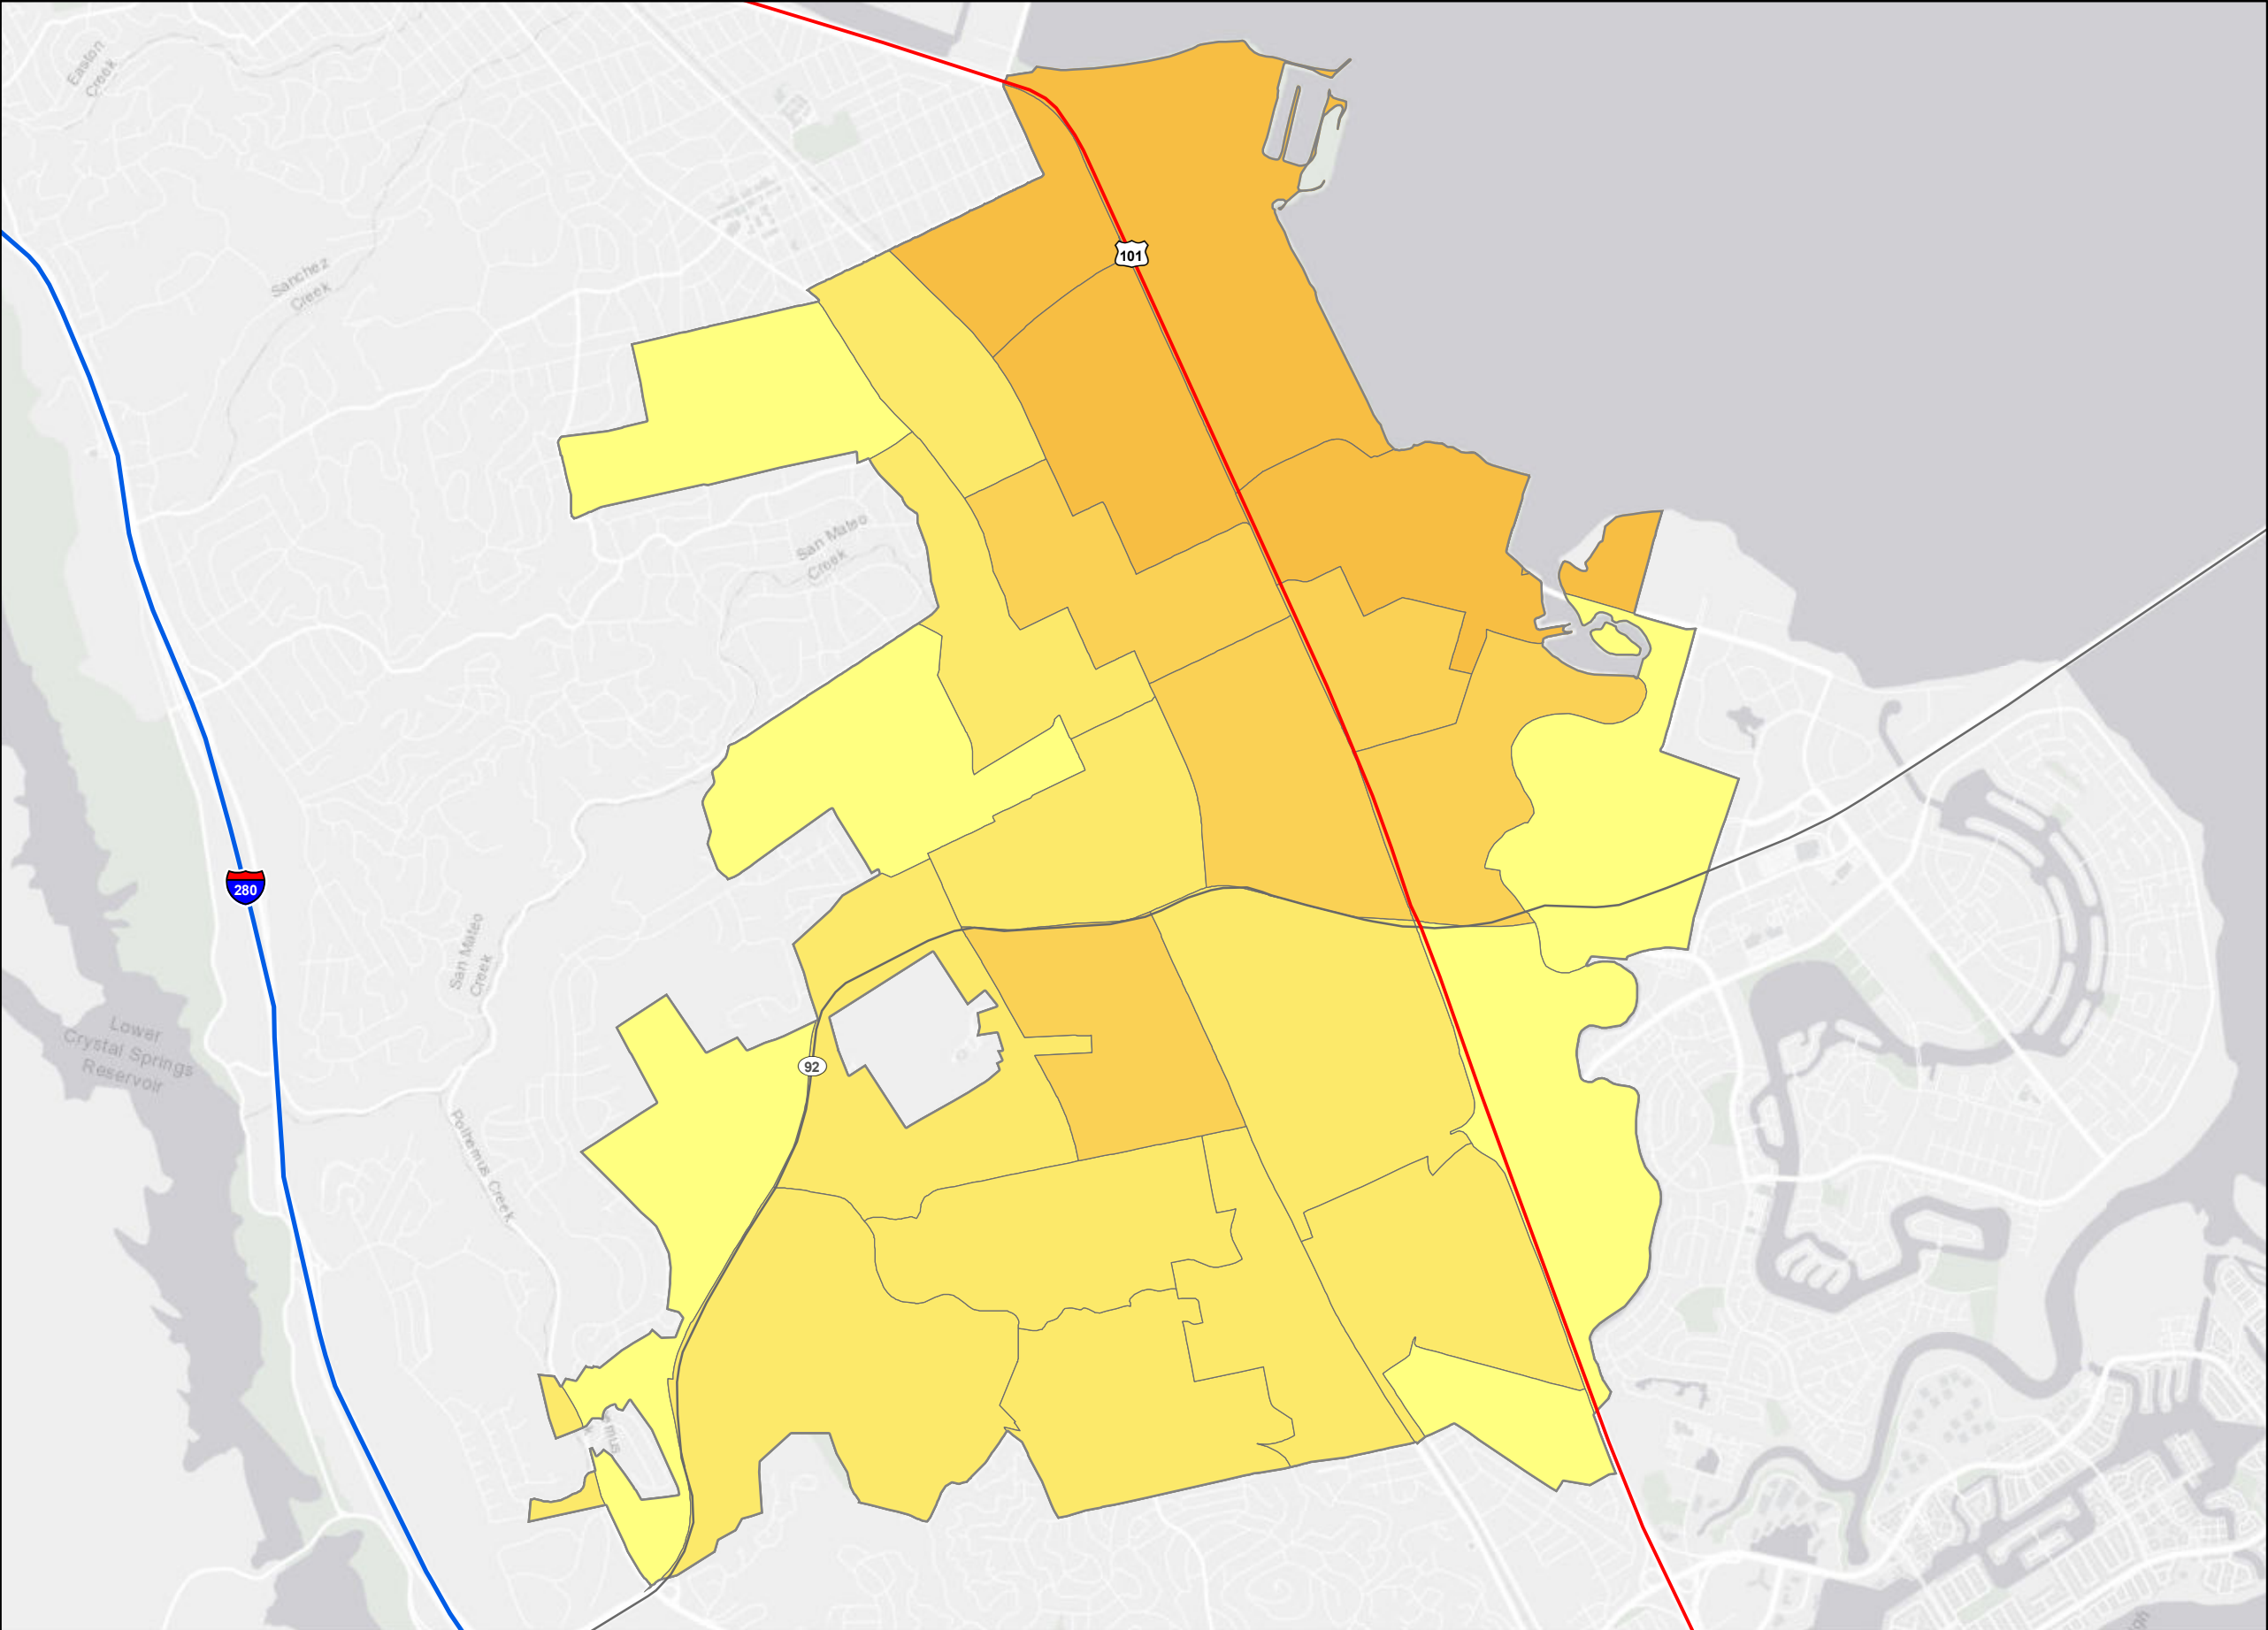 Easton
Creek
101
Sanchez
Creek
San Mateo
Creek
280
San Mateo
Creek
Lower
Crystal Springs
Reservoir
92
Polhemus Creek